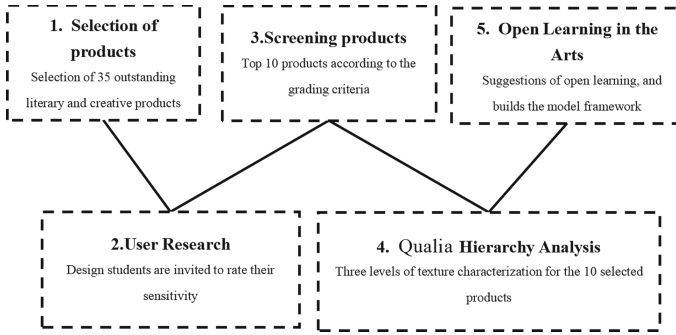 1. Selection of
products
Selection of 35 outstanding
literary and creative products
2.User Research
Design students are invited to rate their
sensitivity
3.Screening products
Top 10 products according to the
grading criteria
4. Qualia Hierarchy Analysis
Three levels of texture characterization for the 10 selected
products
5. Open Learning in the
Arts
Suggestions of open learning, and
builds the model framework